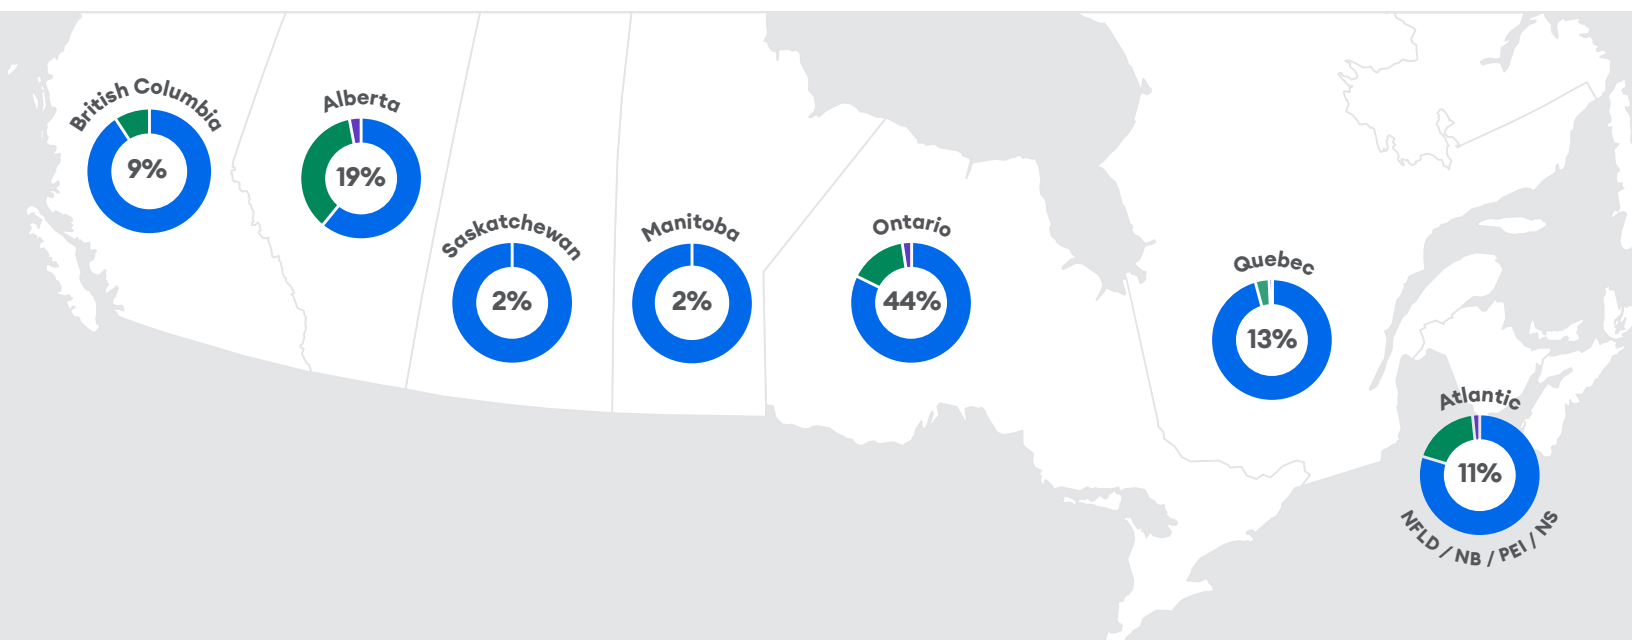 British Columbia
9%
Alberta
19%
Saskatchewan
2%
Manitoba
2%
Ontario
44%
Quebec
13%
Atlantic
11%
NFLD / NB / PEI / NS